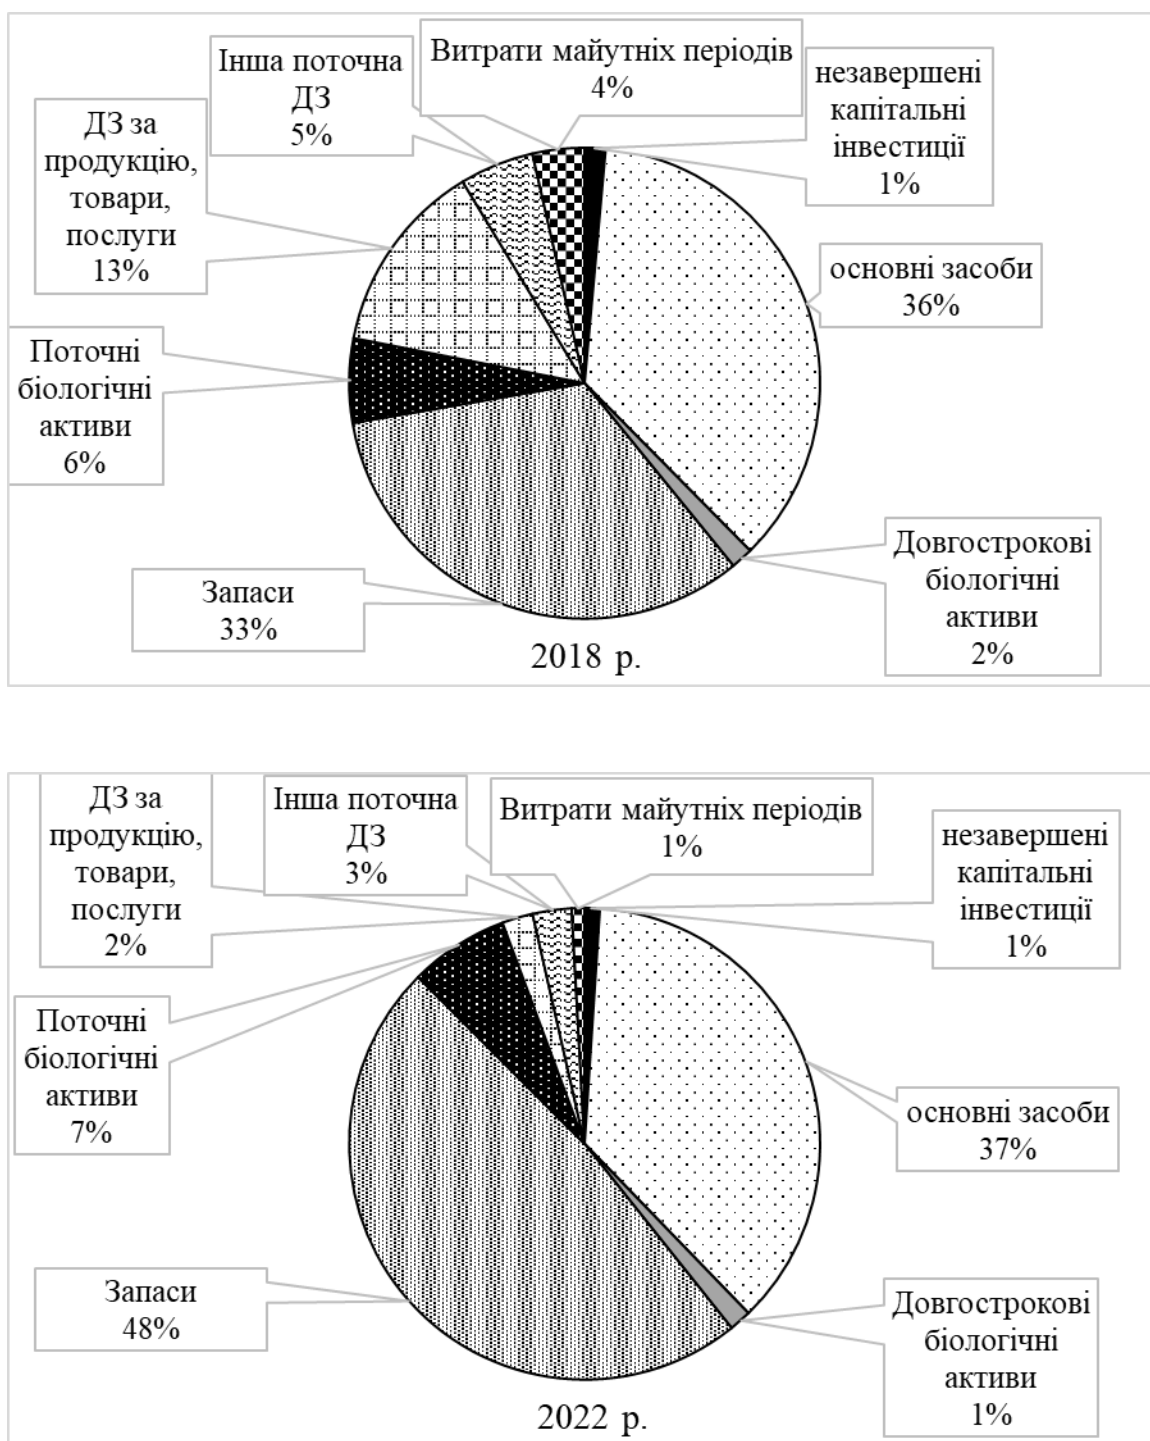 Інша поточна
ДЗ
5%
Витрати майутніх періодів
4%
незавершені
капітальні
інвестиції
1%
ДЗ за
продукцію,
товари,
послуги
13%
основні засоби
36%
Поточні
біологічні
активи
6%
Довгострокові
біологічні
активи
2%
Запаси
33%
2018 р.
ДЗ за
продукцію,
товари,
послуги
2%
Інша поточна
ДЗ
3%
Витрати майутніх періодів
1%
незавершені
капітальні
інвестиції
1%
Поточні
біологічні
активи
7%
основні засоби
37%
Запаси
48%
Довгострокові
біологічні
активи
1%
2022 р.